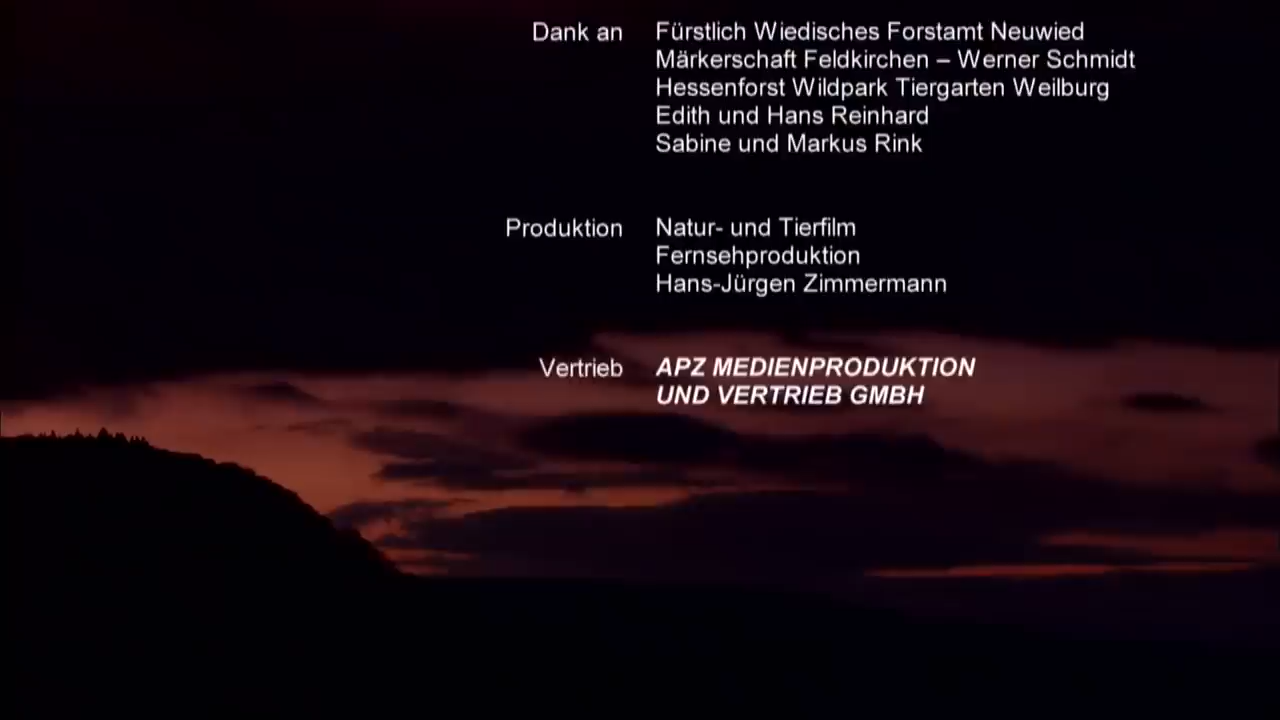 Dank an Fürstlich Wiedisches Forstamt Neuwied
Märkerschaft Feldkirchen – Werner Schmidt
Hessenforst Wildpark Tiergarten Weilburg
Edith und Hans Reinhard
Sabine und Markus Rink
Produktion Natur- und Tierfilm
Fernsehproduktion
Hans-Jürgen Zimmermann
Vertrieb APZ MEDIENPRODUKTION
UND VERTRIEB GMBH